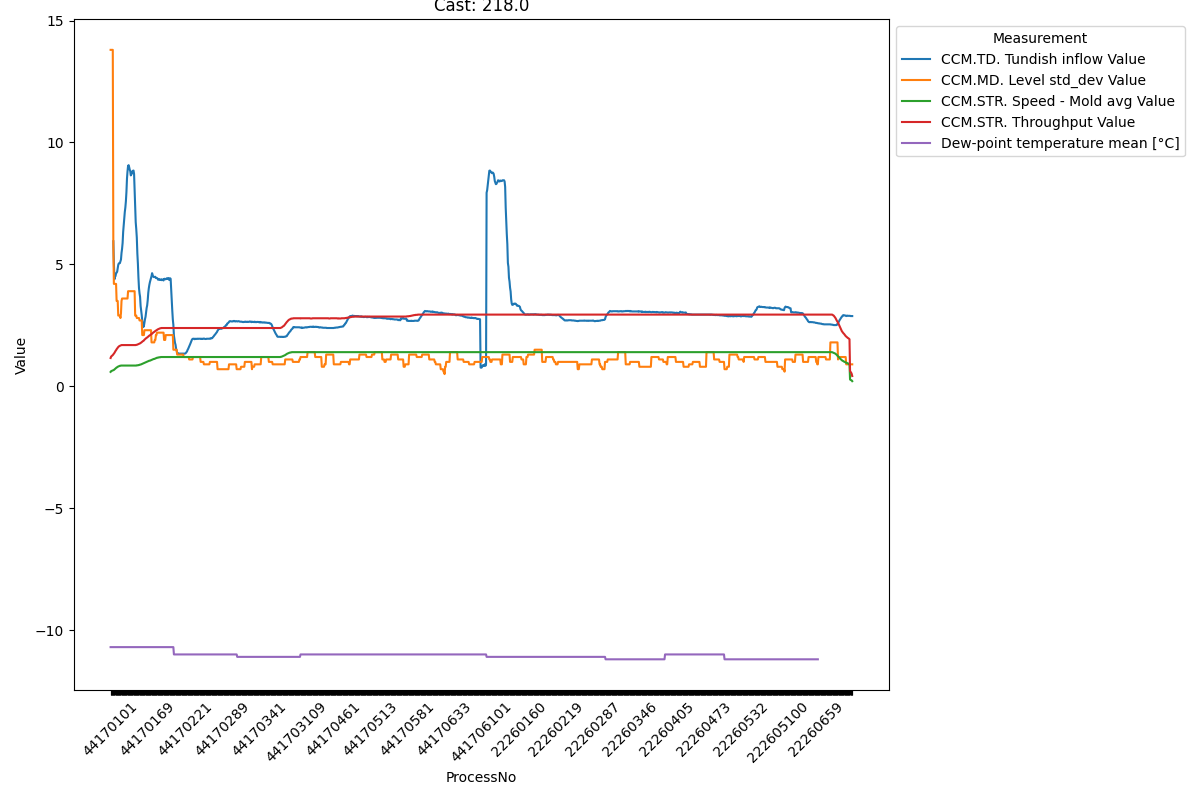 Cast: 218.0
Measurement
CCM.TD. Tundish inflow Value
CCM.MD. Level std_dev Value
CCM.STR. Speed - Mold avg Value
CCM.STR. Throughput Value
Dew-point temperature mean [°C]
Value
15
10
5
0
−5
−10
44170101
44170169
44170221
44170289
44170341
441703109
44170461
44170513
44170581
44170633
441706101
22260160
22260219
22260287
22260346
22260405
22260473
22260532
222605100
22260659
ProcessNo